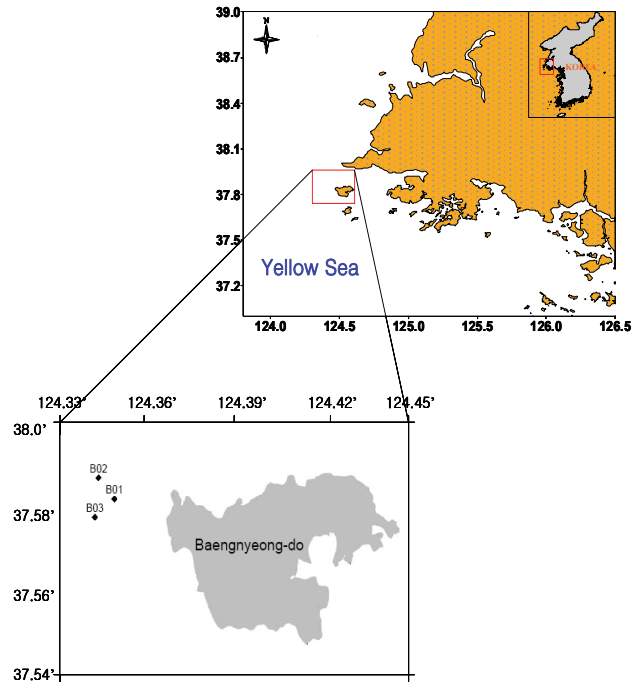 39.0
38.7
38.4
38.1
37.8
37.5
37.2
N
KOREA
Yellow Sea
124.0 124.5 125.0 125.5 126.0 126.5
124.33' 124.36' 124.39' 124.42' 124.45'
38.0'
37.58'
37.56'
37.54'
B02
B01
B03
Baengnyeong-do